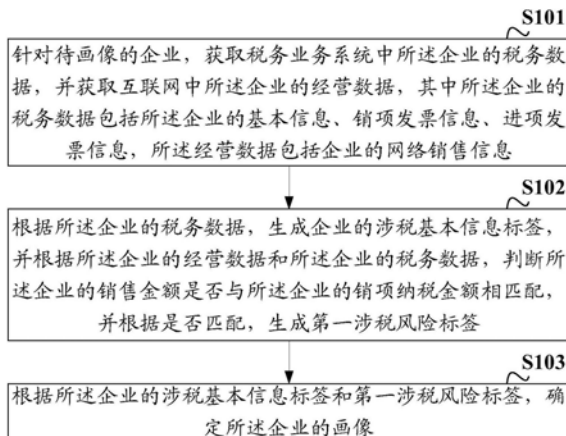 S101
针对待画像的企业，获取税务业务系统中所述企业的税务数
据，并获取互联网中所述企业的经营数据，其中所述企业的
税务数据包括所述企业的基本信息、销项发票信息、进项发
票信息，所述经营数据包括企业的网络销售信息
S102
根据所述企业的税务数据，生成企业的涉税基本信息标签，
并根据所述企业的经营数据和所述企业的税务数据，判断所
述企业的销售金额是否与所述企业的销项纳税金额相匹配，
并根据是否匹配，生成第一涉税风险标签
S103
根据所述企业的涉税基本信息标签和第一涉税风险标签，确
定所述企业的画像